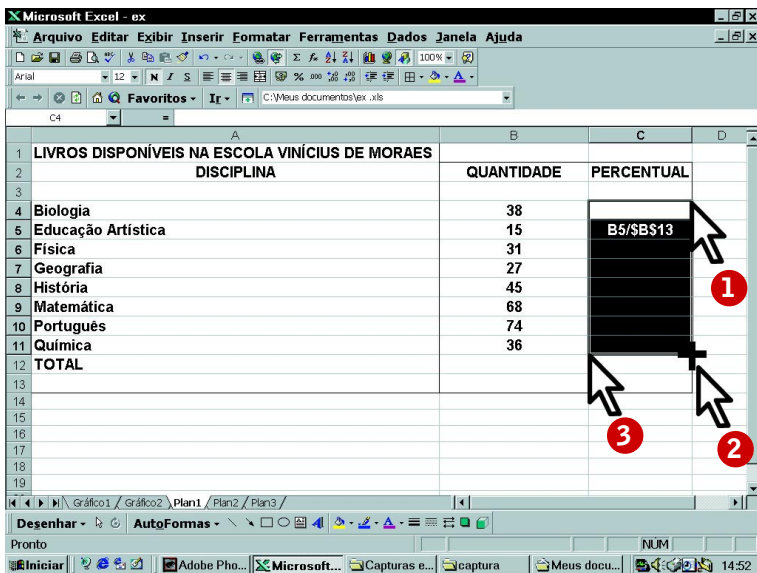 Microsoft Excel - ex
Arquivo Editar Exibir Inserir Formatar Ferramentas Dados Janela Ajuda
100%
Arial 12 N I S % 000
Favoritos Ir C:\Meus documentos\ex .xls
C4 =
A B C D
1 LIVROS DISPONÍVEIS NA ESCOLA VINÍCIUS DE MORAES
2 DISCIPLINA QUANTIDADE PERCENTUAL
3
4 Biologia 38
5 Educação Artística 15 B5/$B$13
6 Física 31
7 Geografia 27
8 História 45
9 Matemática 68
10 Português 74
11 Química 36
12 TOTAL
13
14
15
16
17
18
19
1
2
3
Gráfico1 / Gráfico2 \ Plan1 / Plan2 / Plan3 /
Desenhar AutoFormas
Pronto NÚM
Iniciar Adobe Pho... Microsoft... Capturas e... captura Meus docu... 14:52